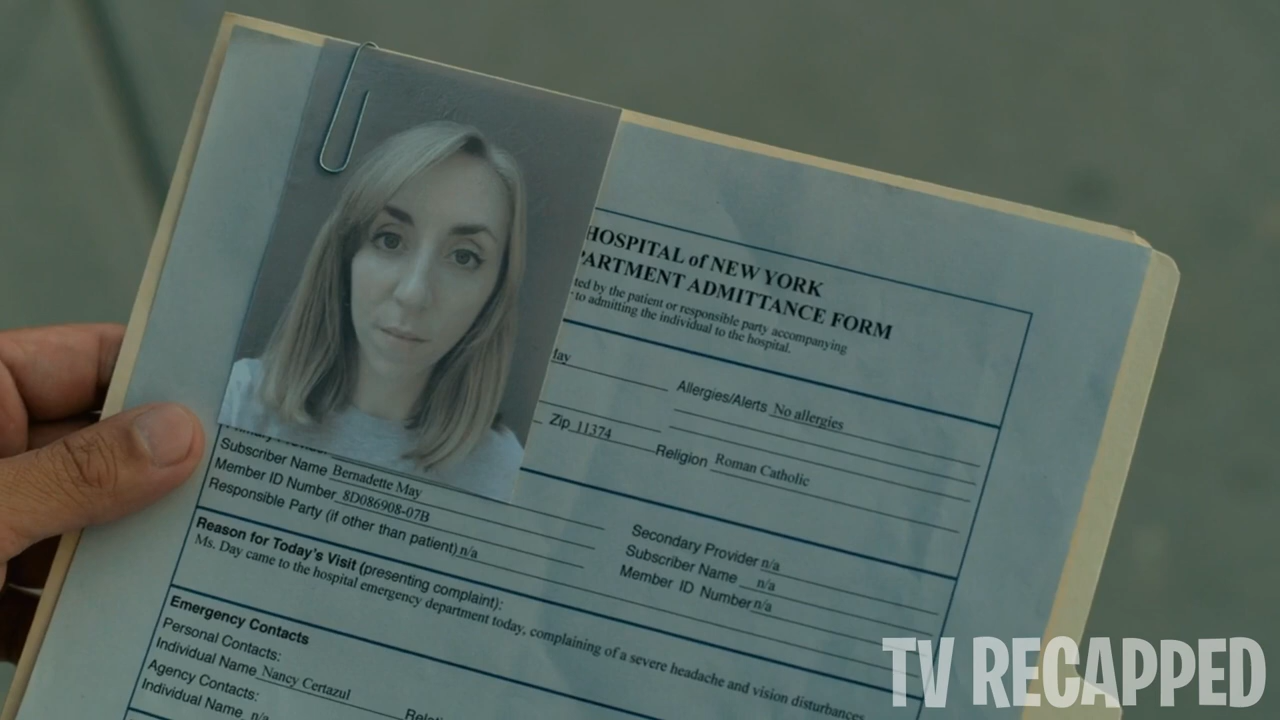 HOSPITAL of NEW YORK
ARTMENT ADMITTANCE FORM
ted by the patient or responsible party accompanying
to admitting the individual to the hospital.
May
Allergies/Alerts No allergies
Zip 11374
Religion Roman Catholic
Subscriber Name Bernadette May
Member ID Number 8D086908-07B
Responsible Party (if other than patient) n/a
Secondary Provider n/a
Subscriber Name n/a
Member ID Number n/a
Reason for Today's Visit (presenting complaint):
Ms. Day came to the hospital emergency department today, complaining of a severe headache and vision disturbances
Emergency Contacts
Personal Contacts:
Individual Name Nancy Certazul
Agency Contacts:
Individual Name n/a
TV RECAPPED